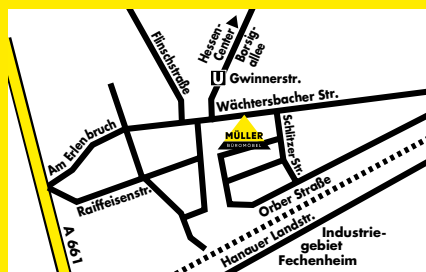 Flinschstraße
Hessen-
Center
Borsig-
allee
U Gwinnerstr.
Wächtersbacher Str.
Am Erlenbruch
MÜLLER
BÜROMÖBEL
Schlitzer Str.
Raiffeisenstr.
Orber Straße
A 661
Hanauer Landstr.
Industrie-
gebiet
Fechenheim